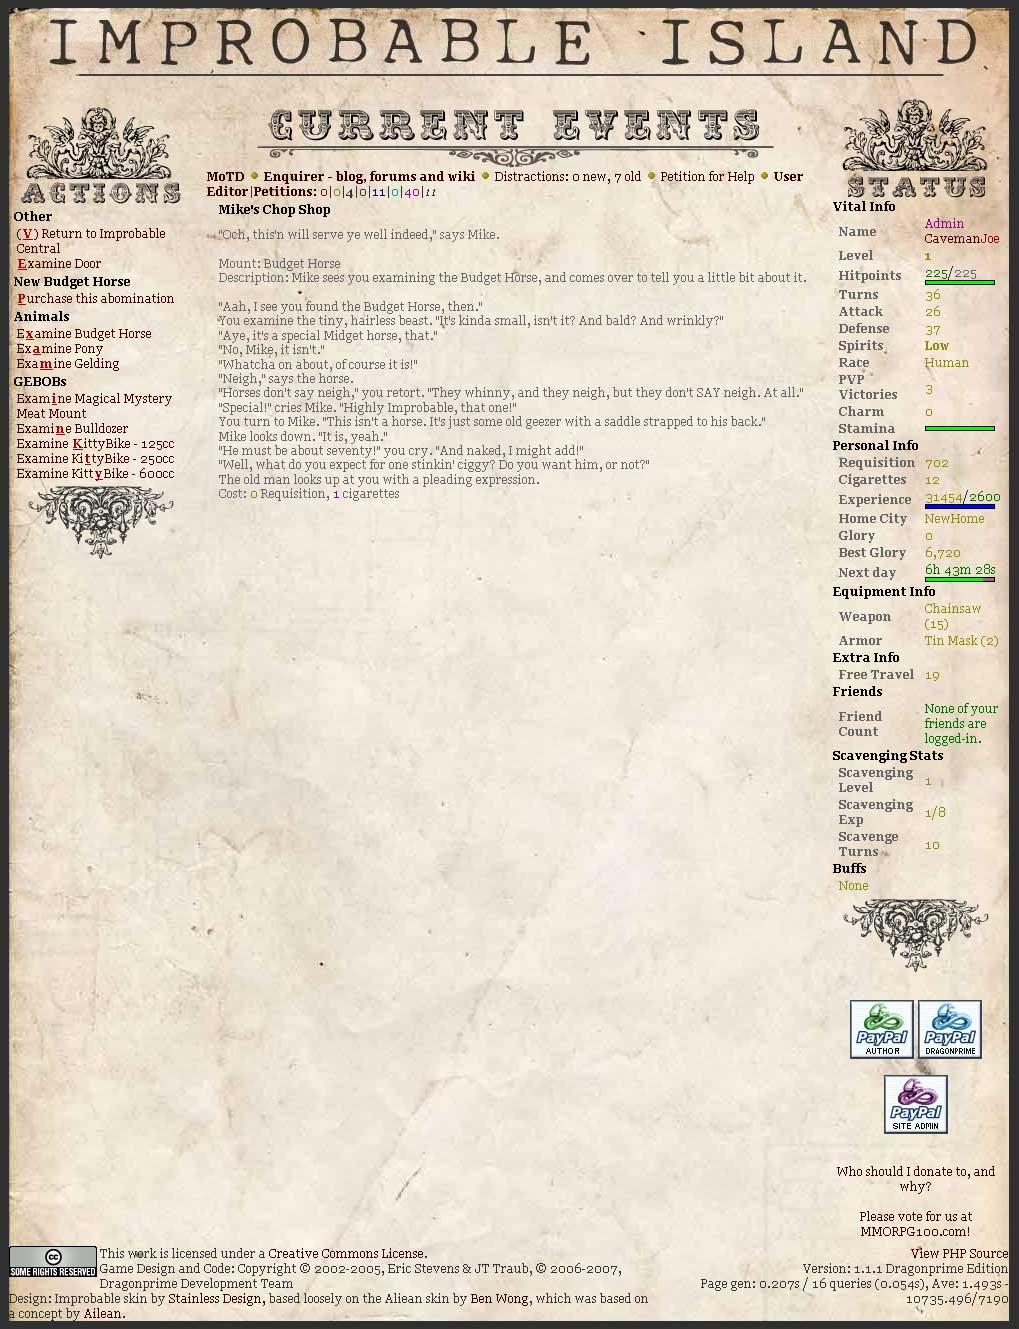 IMPROBABLE ISLAND
CURRENT EVENTS
ACTIONS
Other
(V) Return to Improbable
Central
Examine Door
New Budget Horse
Purchase this abomination
Animals
Examine Budget Horse
Examine Pony
Examine Gelding
GEBOBs
Examine Magical Mystery
Meat Mount
Examine Bulldozer
Examine KittyBike - 125cc
Examine KittyBike - 250cc
Examine KittyBike - 600cc
MoTD Enquirer - blog, forums and wiki Distractions: 0 new, 7 old Petition for Help User
Editor|Petitions: 0|0|4|0|11|0|40|11
Mike's Chop Shop
"Och, this'n will serve ye well indeed," says Mike.
Mount: Budget Horse
Description: Mike sees you examining the Budget Horse, and comes over to tell you a little bit about it.
"Aah, I see you found the Budget Horse, then."
You examine the tiny, hairless beast. "It's kinda small, isn't it? And bald? And wrinkly?"
"Aye, it's a special Midget horse, that."
"No, Mike, it isn't."
"Whatcha on about, of course it is!"
"Neigh," says the horse.
"Horses don't say neigh," you retort. "They whinny, and they neigh, but they don't SAY neigh. At all."
"Special!" cries Mike. "Highly Improbable, that one!"
You turn to Mike. "This isn't a horse. It's just some old geezer with a saddle strapped to his back."
Mike looks down. "It is, yeah."
"He must be about seventy!" you cry. "And naked, I might add!"
"Well, what do you expect for one stinkin' ciggy? Do you want him, or not?"
The old man looks up at you with a pleading expression.
Cost: 0 Requisition, 1 cigarettes
STATUS
Vital Info
Name Admin CavemanJoe
Level 1
Hitpoints 225/225
Turns 36
Attack 26
Defense 37
Spirits Low
Race Human
PVP Victories 3
Charm 0
Stamina
Personal Info
Requisition 702
Cigarettes 12
Experience 31454/2600
Home City NewHome
Glory 0
Best Glory 6,720
Next day 6h 43m 28s
Equipment Info
Weapon Chainsaw (15)
Armor Tin Mask (2)
Extra Info
Free Travel 19
Friends
Friend Count None of your friends are logged-in.
Scavenging Stats
Scavenging Level 1
Scavenging Exp 1/8
Scavenge Turns 10
Buffs
None
PayPal AUTHOR
PayPal DRAGONPRIME
PayPal SITE ADMIN
Who should I donate to, and
why?
Please vote for us at
MMORPG100.com!
cc SOME RIGHTS RESERVED
This work is licensed under a Creative Commons License.
Game Design and Code: Copyright © 2002-2005, Eric Stevens & JT Traub, © 2006-2007,
Dragonprime Development Team
Design: Improbable skin by Stainless Design, based loosely on the Aliean skin by Ben Wong, which was based on
a concept by Ailean.
View PHP Source
Version: 1.1.1 Dragonprime Edition
Page gen: 0.207s / 16 queries (0.054s), Ave: 1.493s -
10735.496/7190